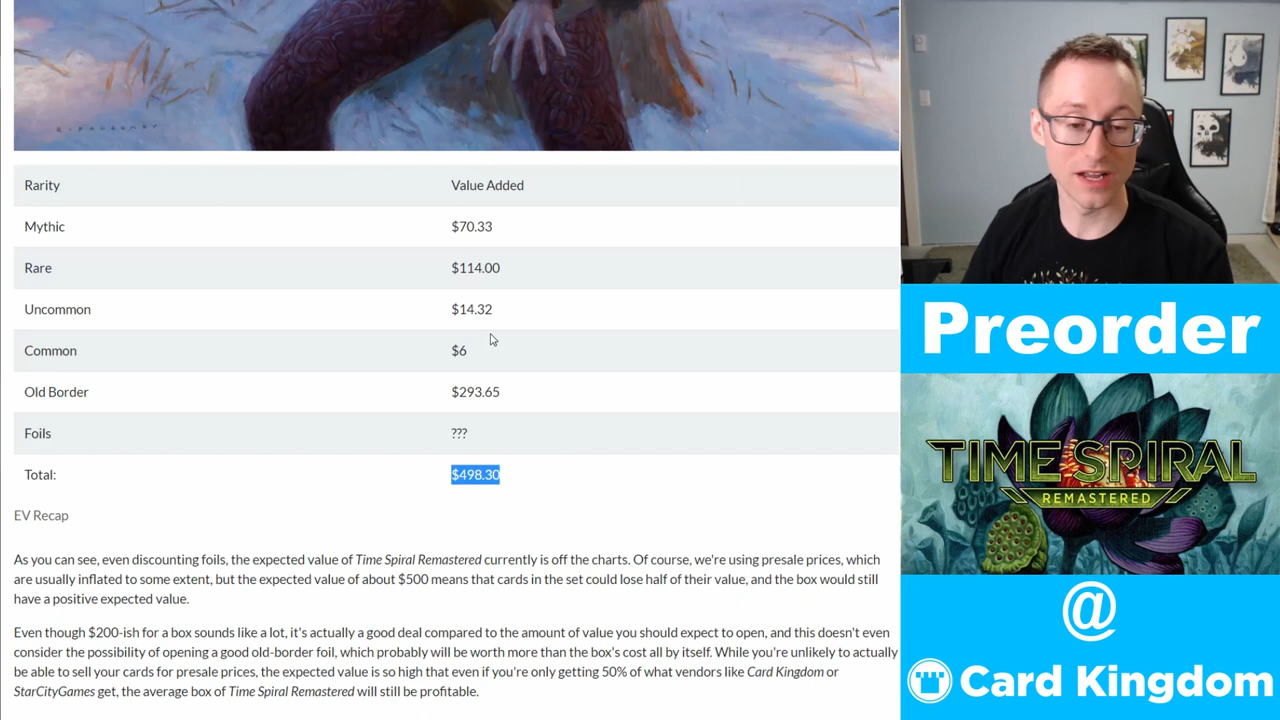 Rarity Value Added
Mythic $70.33
Rare $114.00
Uncommon $14.32
Common $6
Old Border $293.65
Foils ???
Total: $498.30
EV Recap
As you can see, even discounting foils, the expected value of Time Spiral Remastered currently is off the charts. Of course, we're using presale prices, which
are usually inflated to some extent, but the expected value of about $500 means that cards in the set could lose half of their value, and the box would still
have a positive expected value.
Even though $200-ish for a box sounds like a lot, it's actually a good deal compared to the amount of value you should expect to open, and this doesn't even
consider the possibility of opening a good old-border foil, which probably will be worth more than the box's cost all by itself. While you're unlikely to actually
be able to sell your cards for presale prices, the expected value is so high that even if you're only getting 50% of what vendors like Card Kingdom or
StarCityGames get, the average box of Time Spiral Remastered will still be profitable.
Preorder
TIME SPIRAL
REMASTERED
@
Card Kingdom